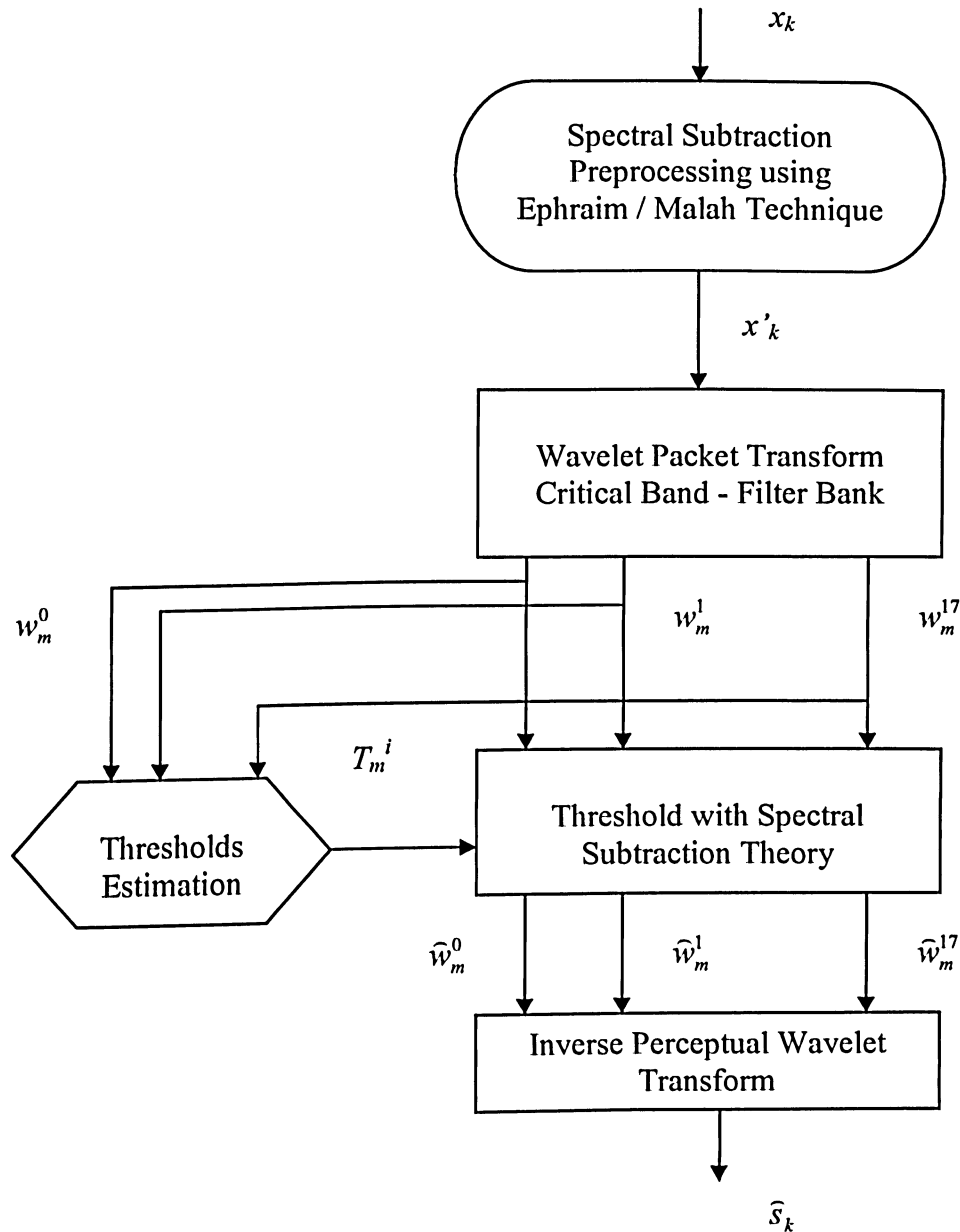 x_k
Spectral Subtraction
Preprocessing using
Ephraim / Malah Technique
x'_k
Wavelet Packet Transform
Critical Band - Filter Bank
w_m^0
w_m^1
w_m^17
T_m^i
Thresholds
Estimation
Threshold with Spectral
Subtraction Theory
ŵ_m^0
ŵ_m^1
ŵ_m^17
Inverse Perceptual Wavelet
Transform
ŝ_k